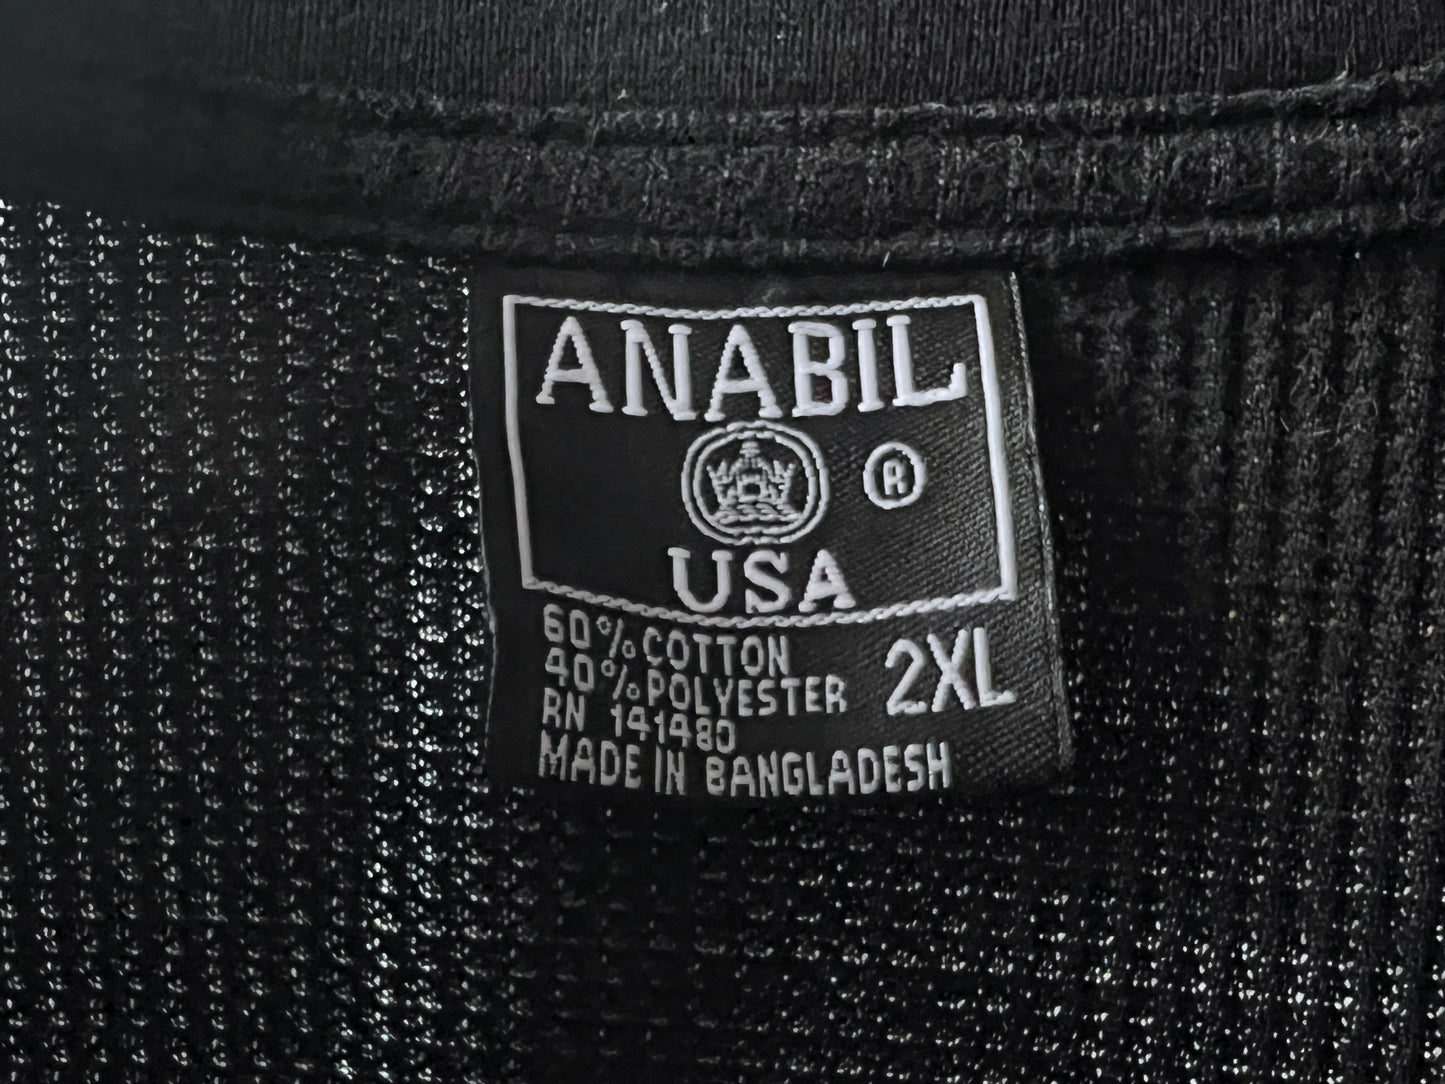 ANABIL
®
USA
60% COTTON
40% POLYESTER
2XL
RN 141480
MADE IN BANGLADESH